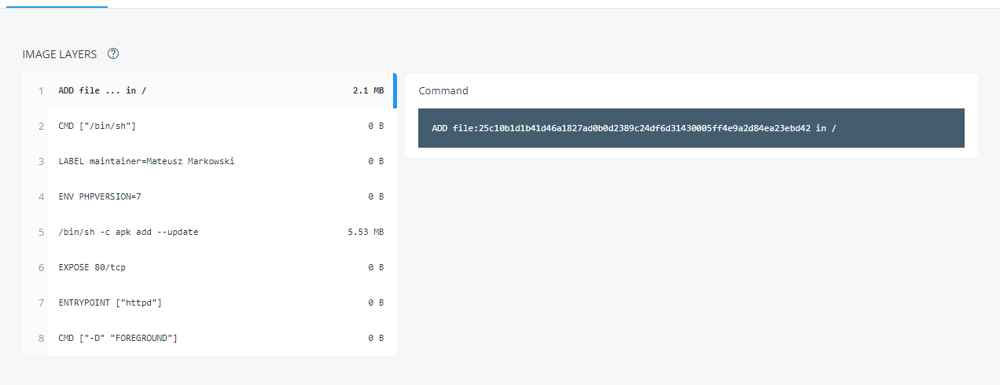 IMAGE LAYERS ?
1 ADD file ... in / 2.1 MB
2 CMD ["/bin/sh"] 0 B
3 LABEL maintainer=Mateusz Markowski 0 B
4 ENV PHPVERSION=7 0 B
5 /bin/sh -c apk add --update 5.53 MB
6 EXPOSE 80/tcp 0 B
7 ENTRYPOINT ["httpd"] 0 B
8 CMD ["-D" "FOREGROUND"] 0 B
Command
ADD file:25c10b1d1b41d46a1827ad0b0d2389c24df6d31430005ff4e9a2d84ea23ebd42 in /